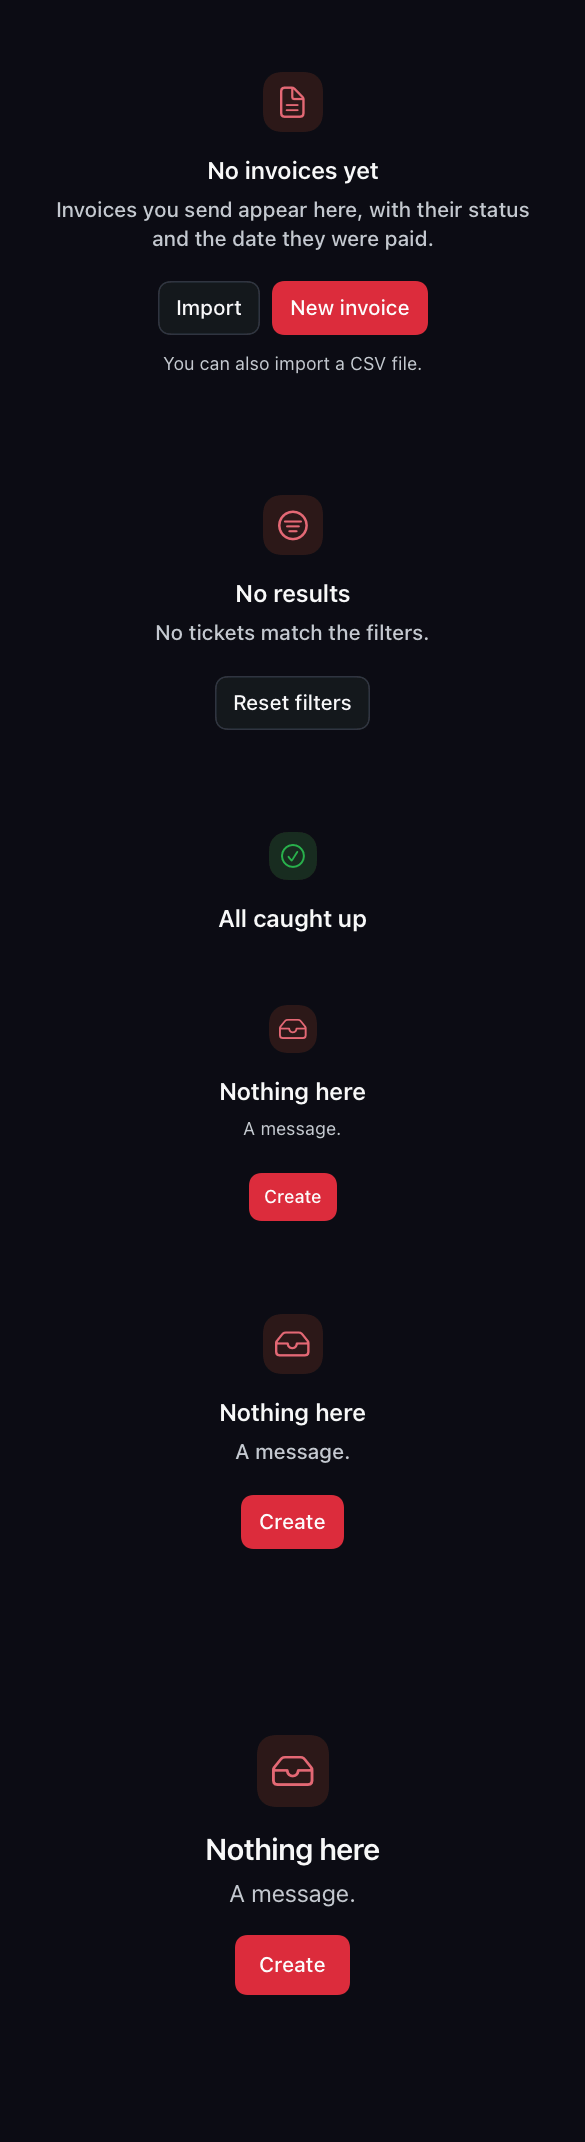 No invoices yet
Invoices you send appear here, with their status
and the date they were paid.
Import
New invoice
You can also import a CSV file.
No results
No tickets match the filters.
Reset filters
All caught up
Nothing here
A message.
Create
Nothing here
A message.
Create
Nothing here
A message.
Create